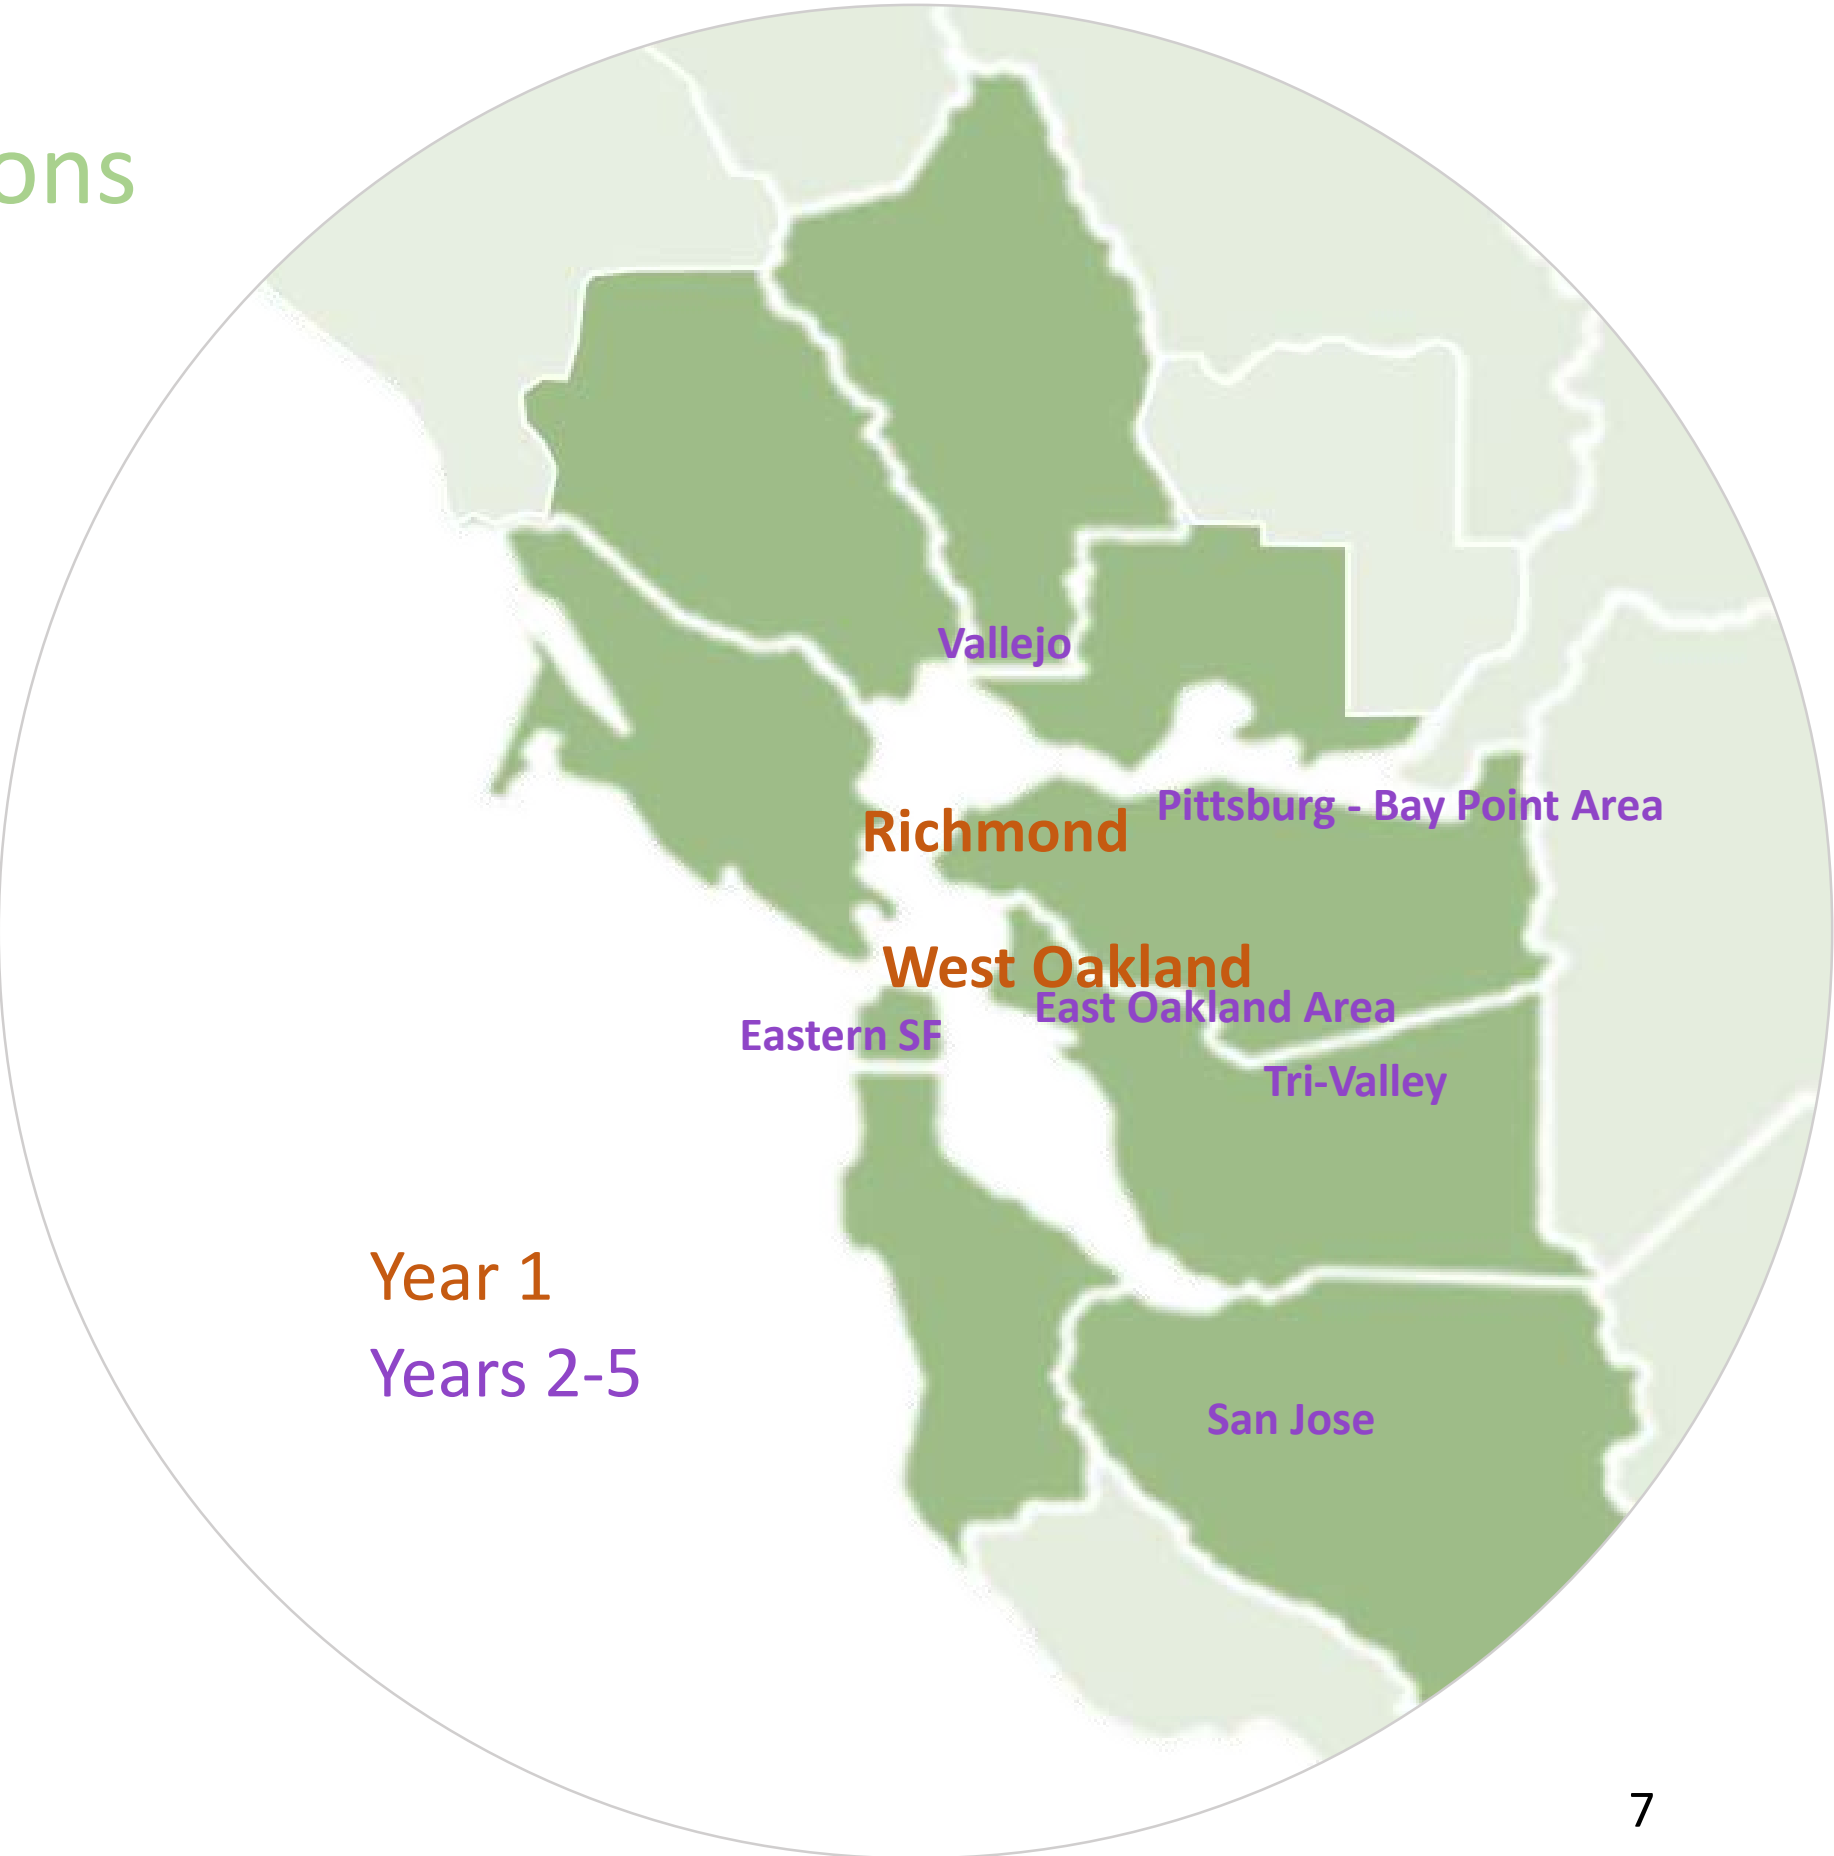 ons
Vallejo
Pittsburg - Bay Point Area
Richmond
West Oakland
East Oakland Area
Eastern SF
Tri-Valley
Year 1
Years 2-5
San Jose
7